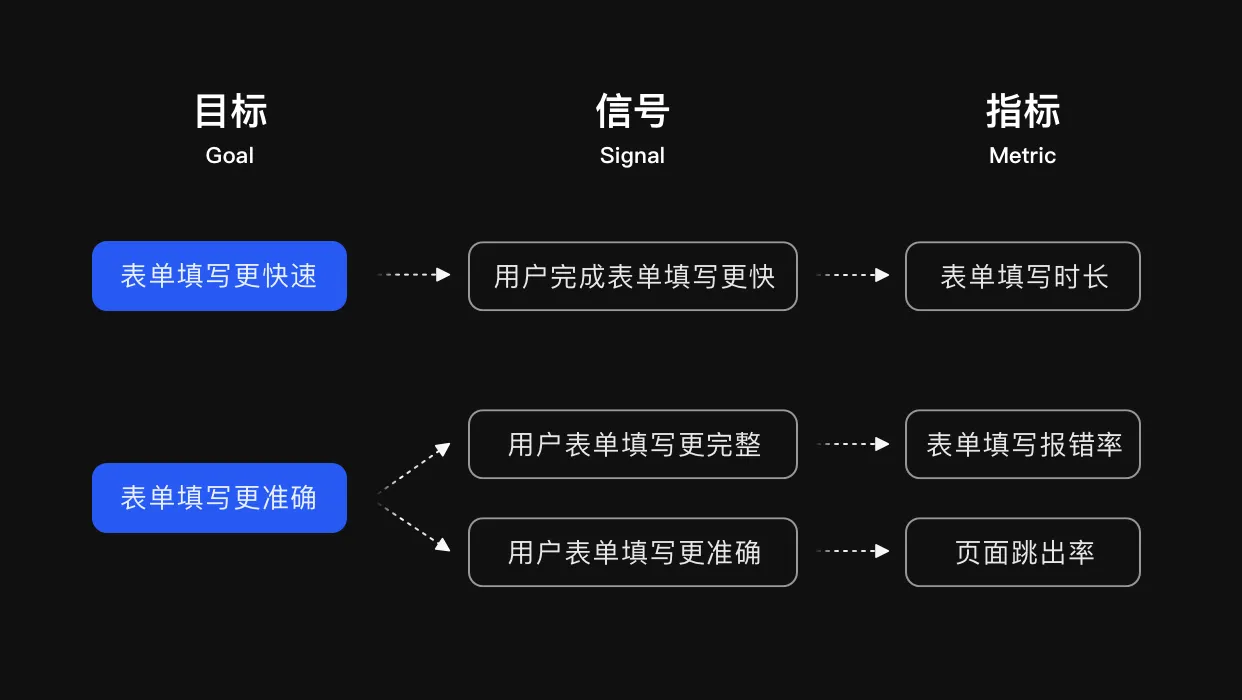 目标
Goal
信号
Signal
指标
Metric
表单填写更快速
用户完成表单填写更快
表单填写时长
表单填写更准确
用户表单填写更完整
表单填写报错率
用户表单填写更准确
页面跳出率